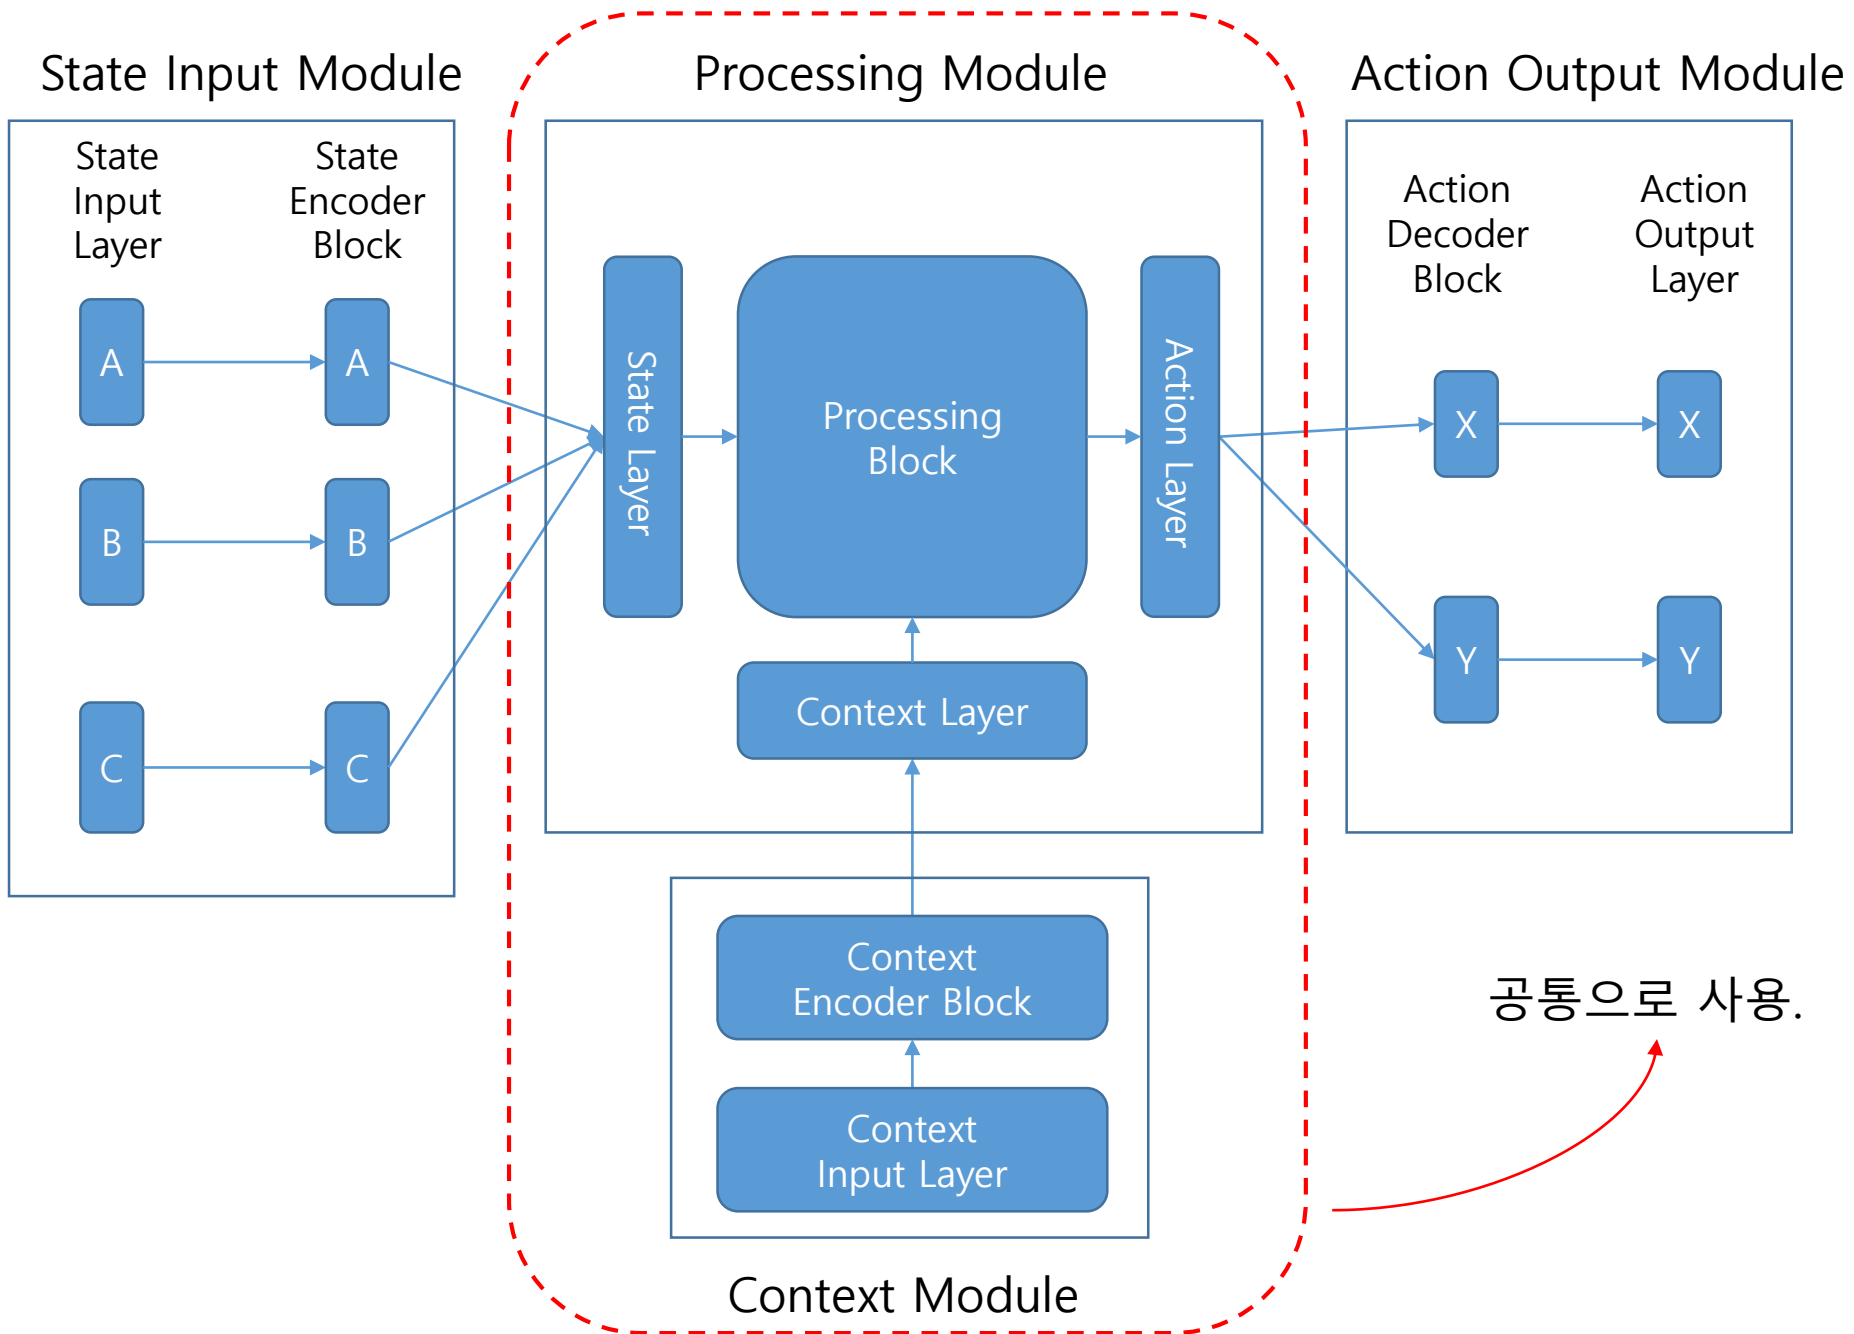 State Input Module
Processing Module
Action Output Module
State
Input
Layer
State
Encoder
Block
A
A
B
B
C
C
State Layer
Processing
Block
Action Layer
Context Layer
Context
Encoder Block
Context
Input Layer
Context Module
Action
Decoder
Block
Action
Output
Layer
X
X
Y
Y
공통으로 사용.